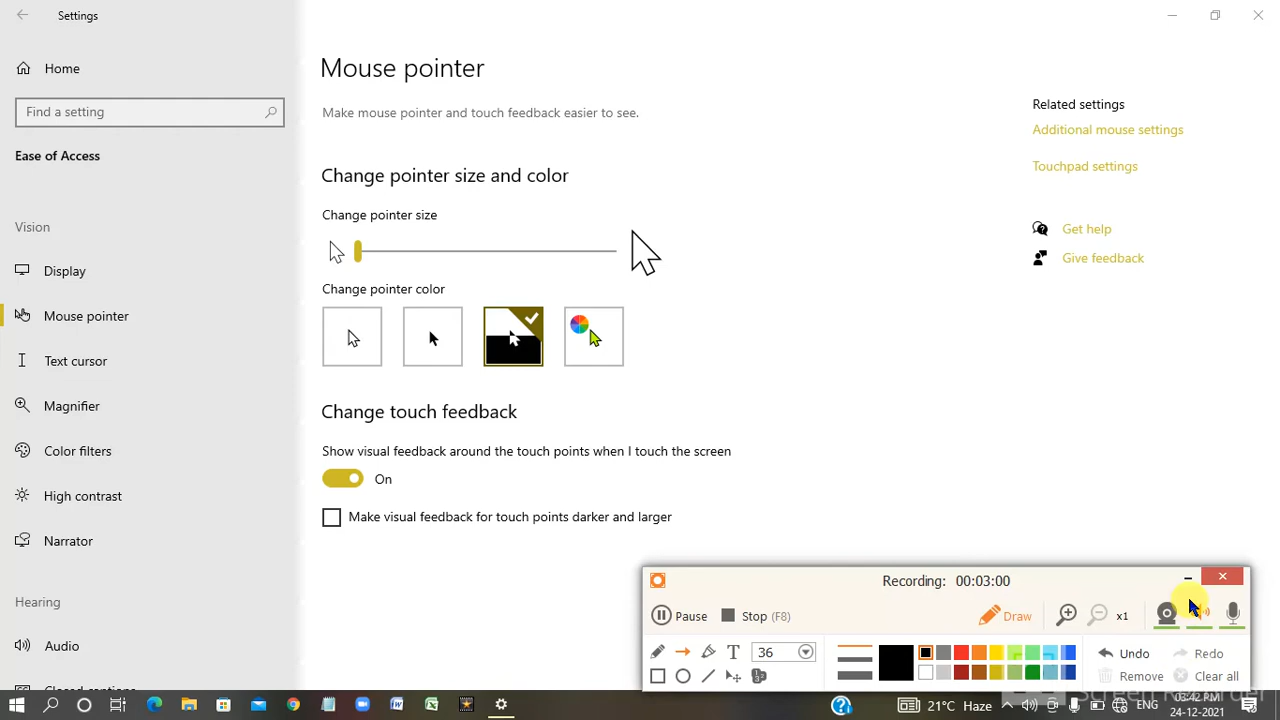 Settings
Home
Find a setting
Ease of Access
Vision
Display
Mouse pointer
Text cursor
Magnifier
Color filters
High contrast
Narrator
Hearing
Audio
Mouse pointer
Make mouse pointer and touch feedback easier to see.
Change pointer size and color
Change pointer size
Change pointer color
Change touch feedback
Show visual feedback around the touch points when I touch the screen
On
Make visual feedback for touch points darker and larger
Related settings
Additional mouse settings
Touchpad settings
Get help
Give feedback
Recording: 00:03:00
Pause Stop (F8) Draw x1
T 36 Undo Redo
Remove Clear all
21°C Haze ENG 03:42 PM
24-12-2021